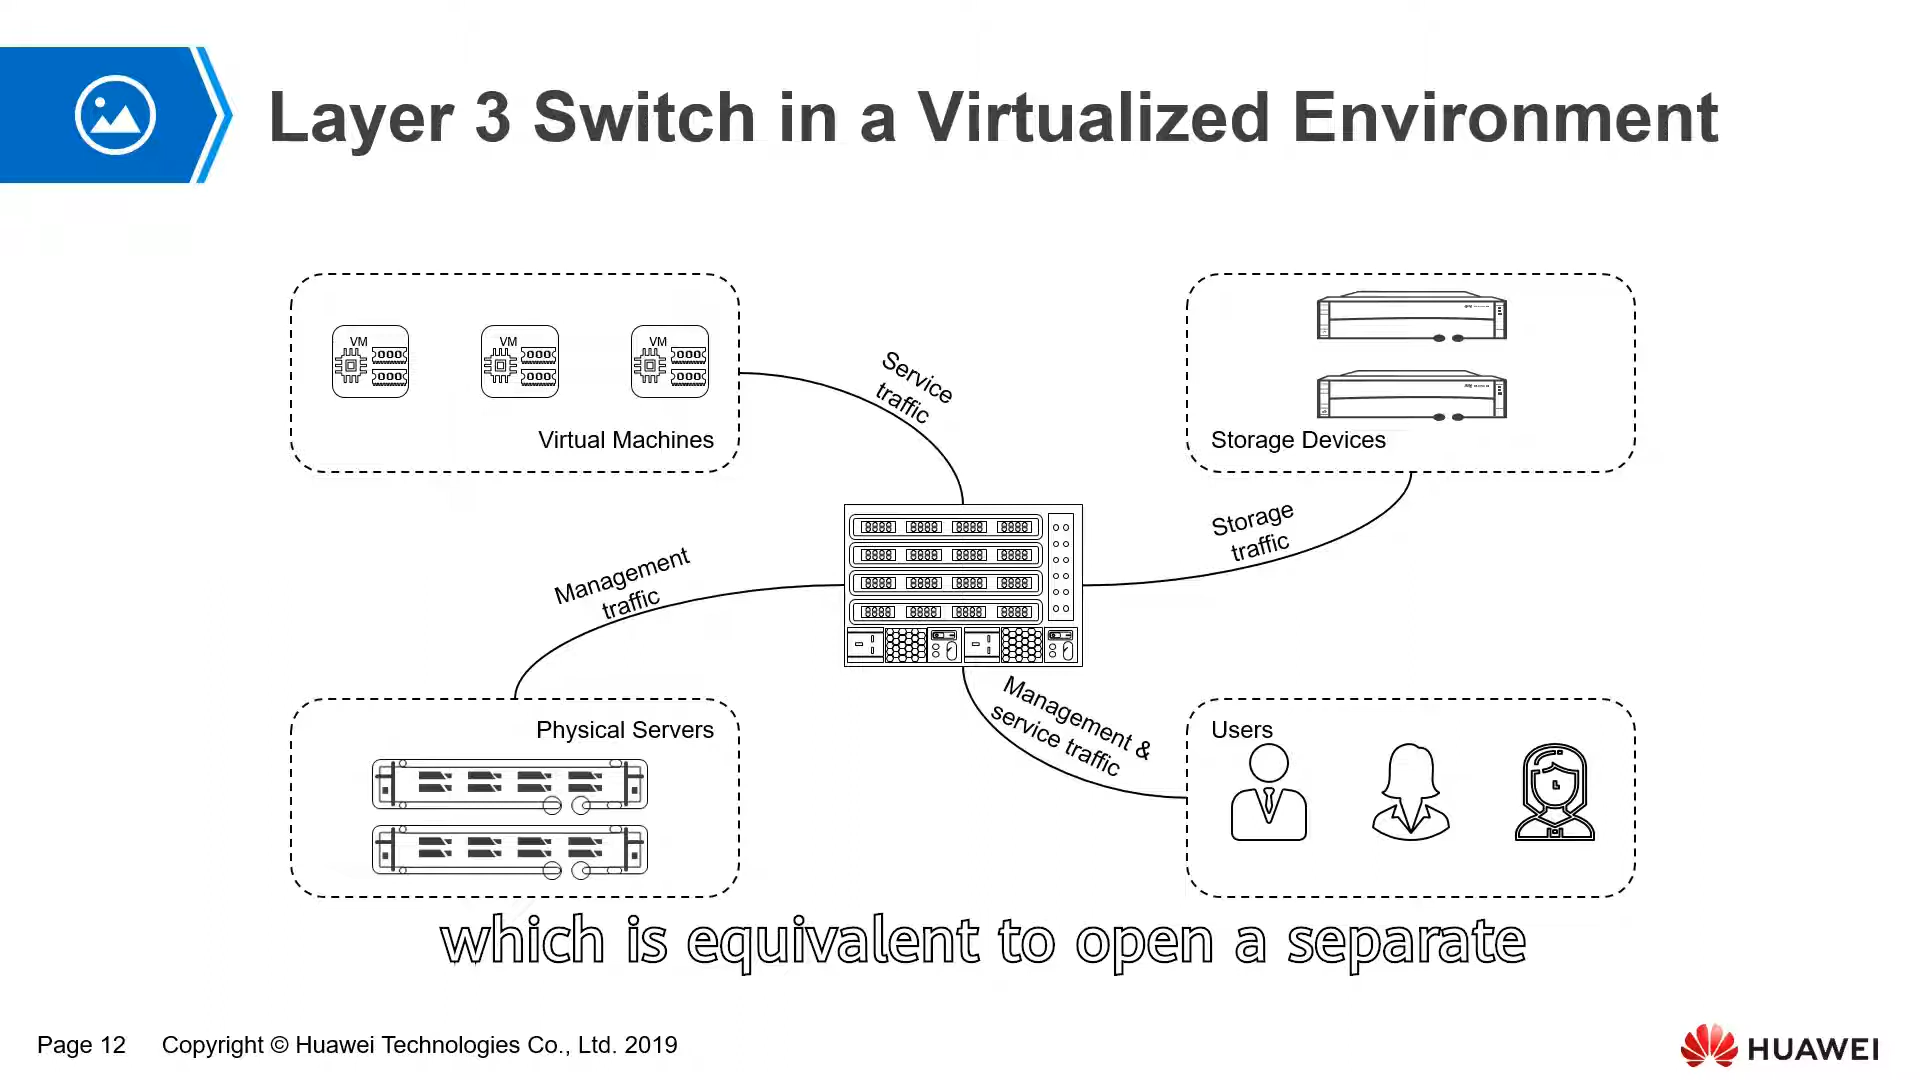 Layer 3 Switch in a Virtualized Environment
VM
VM
VM
Virtual Machines
Service
traffic
Storage Devices
Storage
traffic
Management
traffic
Management &
service traffic
Physical Servers
Users
which is equivalent to open a separate
Page 12
Copyright © Huawei Technologies Co., Ltd. 2019
HUAWEI